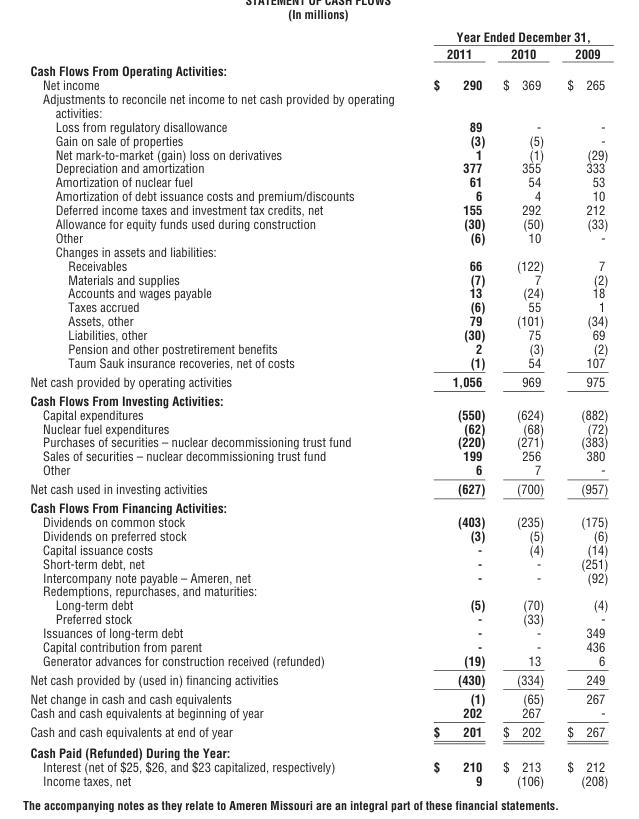 STATEMENT OF CASH FLOWS
(In millions)
Year Ended December 31,
2011 2010 2009
Cash Flows From Operating Activities:
Net income $ 290 $ 369 $ 265
Adjustments to reconcile net income to net cash provided by operating
activities:
Loss from regulatory disallowance 89 - -
Gain on sale of properties (3) (5) -
Net mark-to-market (gain) loss on derivatives 1 (1) (29)
Depreciation and amortization 377 355 333
Amortization of nuclear fuel 61 54 53
Amortization of debt issuance costs and premium/discounts 6 4 10
Deferred income taxes and investment tax credits, net 155 292 212
Allowance for equity funds used during construction (30) (50) (33)
Other (6) 10 -
Changes in assets and liabilities:
Receivables 66 (122) 7
Materials and supplies (7) 7 (2)
Accounts and wages payable 13 (24) 18
Taxes accrued (6) 55 1
Assets, other 79 (101) (34)
Liabilities, other (30) 75 69
Pension and other postretirement benefits 2 (3) (2)
Taum Sauk insurance recoveries, net of costs (1) 54 107
Net cash provided by operating activities 1,056 969 975
Cash Flows From Investing Activities:
Capital expenditures (550) (624) (882)
Nuclear fuel expenditures (62) (68) (72)
Purchases of securities – nuclear decommissioning trust fund (220) (271) (383)
Sales of securities – nuclear decommissioning trust fund 199 256 380
Other 6 7 -
Net cash used in investing activities (627) (700) (957)
Cash Flows From Financing Activities:
Dividends on common stock (403) (235) (175)
Dividends on preferred stock (3) (5) (6)
Capital issuance costs - (4) (14)
Short-term debt, net - - (251)
Intercompany note payable – Ameren, net - - (92)
Redemptions, repurchases, and maturities:
Long-term debt (5) (70) (4)
Preferred stock - (33) -
Issuances of long-term debt - - 349
Capital contribution from parent - - 436
Generator advances for construction received (refunded) (19) 13 6
Net cash provided by (used in) financing activities (430) (334) 249
Net change in cash and cash equivalents (1) (65) 267
Cash and cash equivalents at beginning of year 202 267 -
Cash and cash equivalents at end of year $ 201 $ 202 $ 267
Cash Paid (Refunded) During the Year:
Interest (net of $25, $26, and $23 capitalized, respectively) $ 210 $ 213 $ 212
Income taxes, net 9 (106) (208)
The accompanying notes as they relate to Ameren Missouri are an integral part of these financial statements.